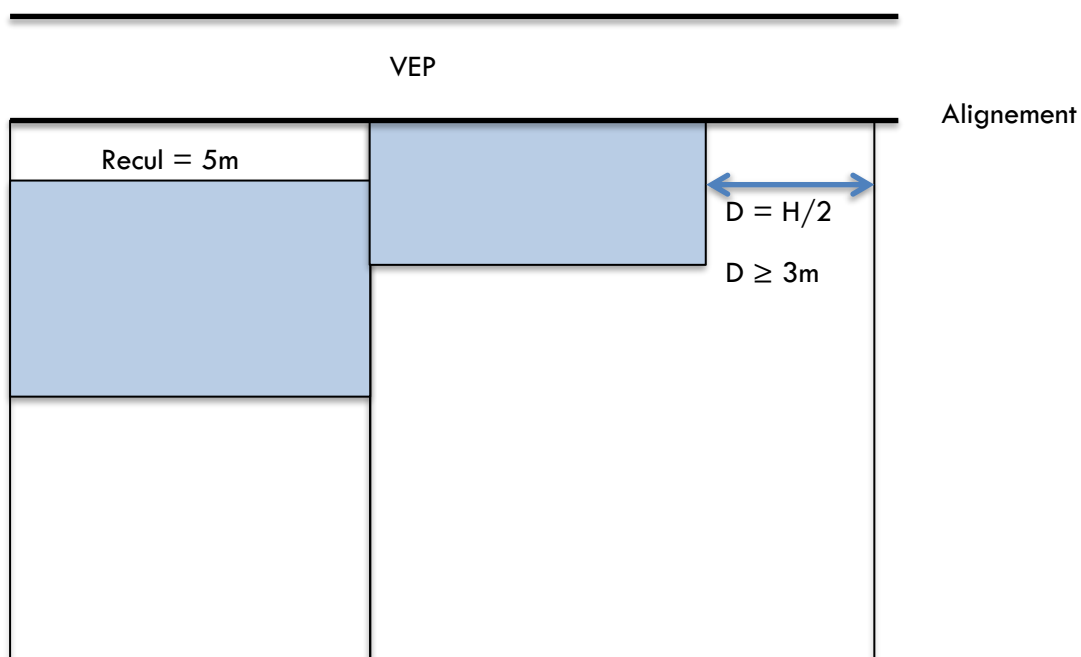 VEP
Alignement
Recul = 5m
D = H/2
D ≥ 3m